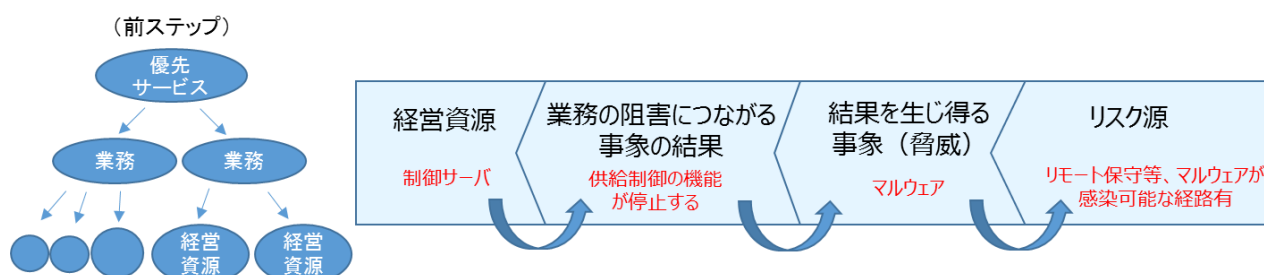 （前ステップ）
優先
サービス
業務
業務
経営
資源
経営
資源
経営資源
制御サーバ
業務の阻害につながる
事象の結果
供給制御の機能
が停止する
結果を生じ得る
事象（脅威）
マルウェア
リスク源
リモート保守等、マルウェアが
感染可能な経路有